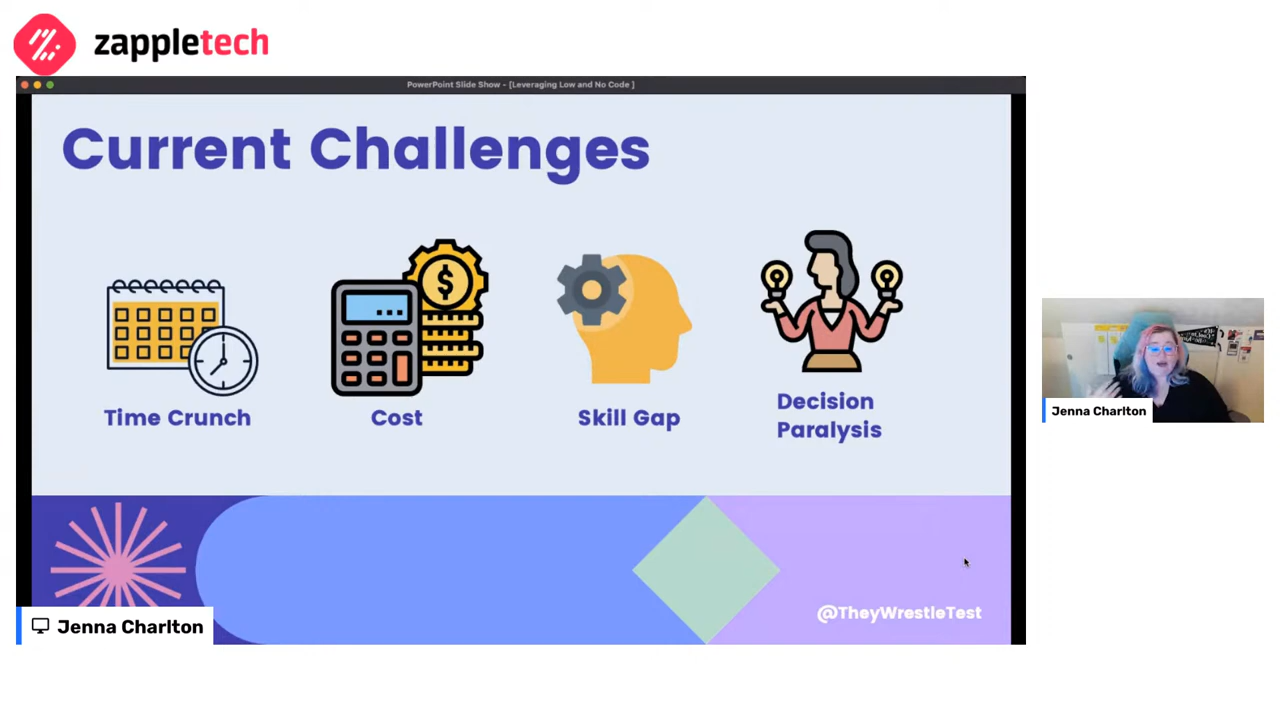 zappletech
PowerPoint Slide Show - [Leveraging Low and No Code ]
Current Challenges
Time Crunch
Cost
Skill Gap
Decision
Paralysis
@TheyWrestleTest
Jenna Charlton
Jenna Charlton